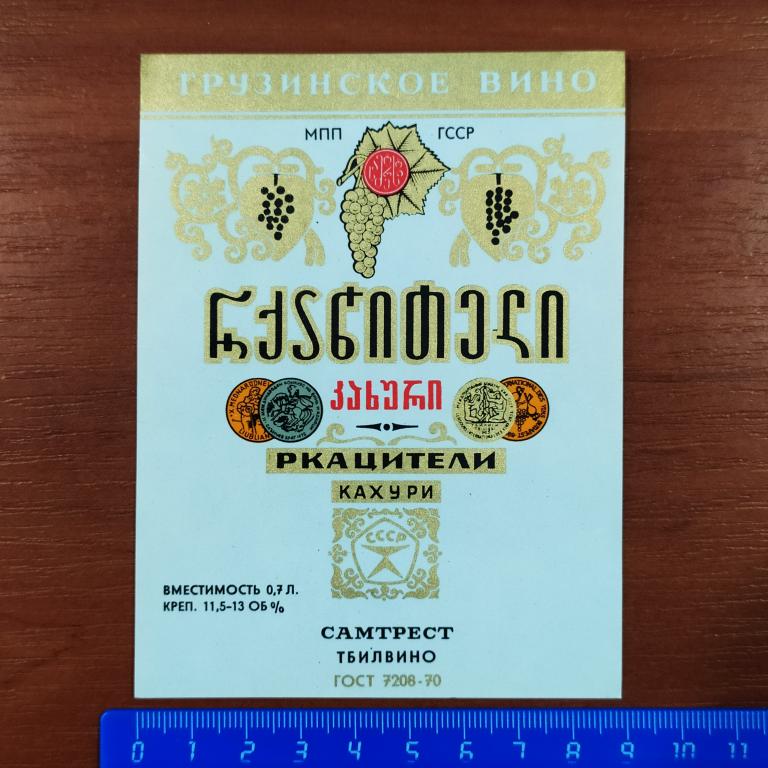 ГРУЗИНСКОЕ ВИНО
МПП ГССР
რქაწითელი
კახური
РКАЦИТЕЛИ
КАХУРИ
СССР
ВМЕСТИМОСТЬ 0,7 Л.
КРЕП. 11,5-13 ОБ %
САМТРЕСТ
ТБИЛВИНО
ГОСТ 7208-70
0 1 2 3 4 5 6 7 8 9 10 11